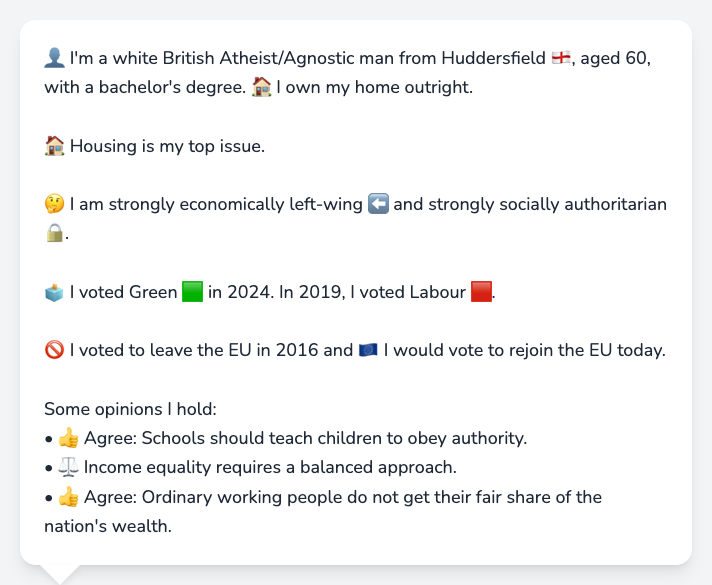 👤 I'm a white British Atheist/Agnostic man from Huddersfield 🏴󠁧󠁢󠁥󠁮󠁧󠁿, aged 60,
with a bachelor's degree. 🏠 I own my home outright.
🏠 Housing is my top issue.
🤔 I am strongly economically left-wing ⬅️ and strongly socially authoritarian
🔒.
🗳️ I voted Green 🟩 in 2024. In 2019, I voted Labour 🟥.
🚫 I voted to leave the EU in 2016 and 🇪🇺 I would vote to rejoin the EU today.
Some opinions I hold:
• 👍 Agree: Schools should teach children to obey authority.
• ⚖️ Income equality requires a balanced approach.
• 👍 Agree: Ordinary working people do not get their fair share of the
nation's wealth.